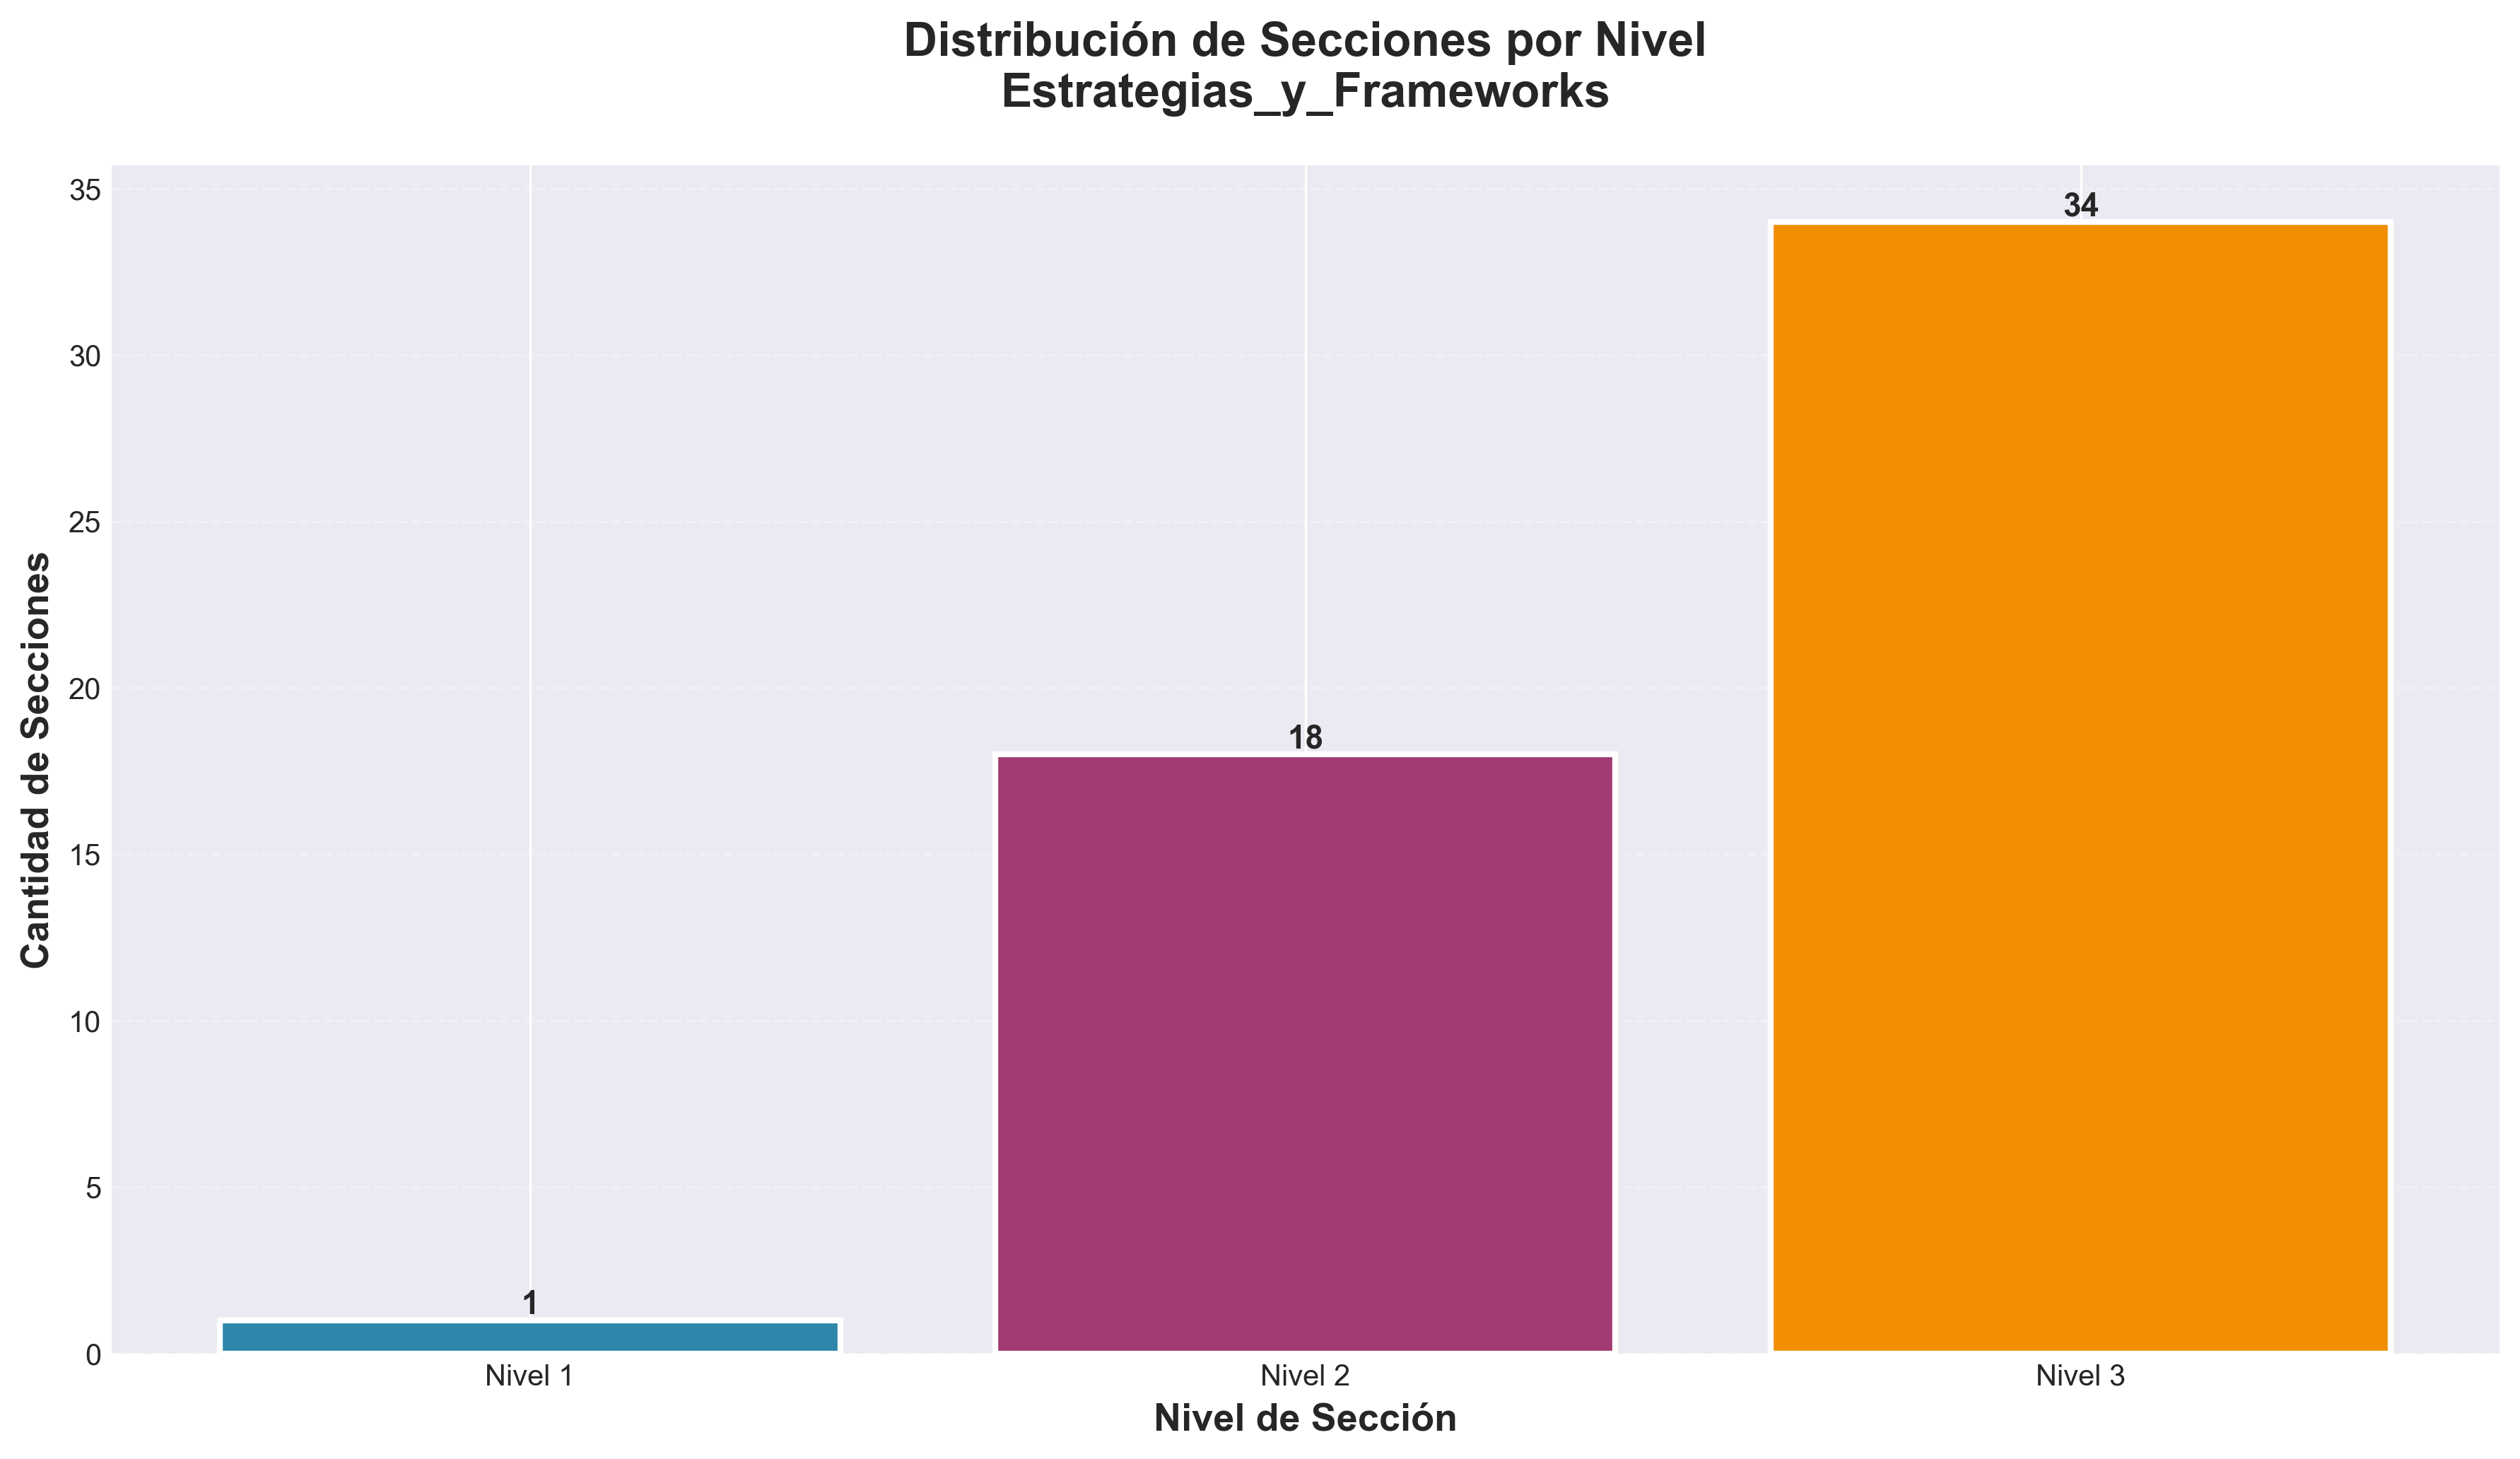 Distribución de Secciones por Nivel
Estrategias_y_Frameworks
Cantidad de Secciones
35
30
25
20
15
10
5
0
1
18
34
Nivel 1
Nivel 2
Nivel 3
Nivel de Sección